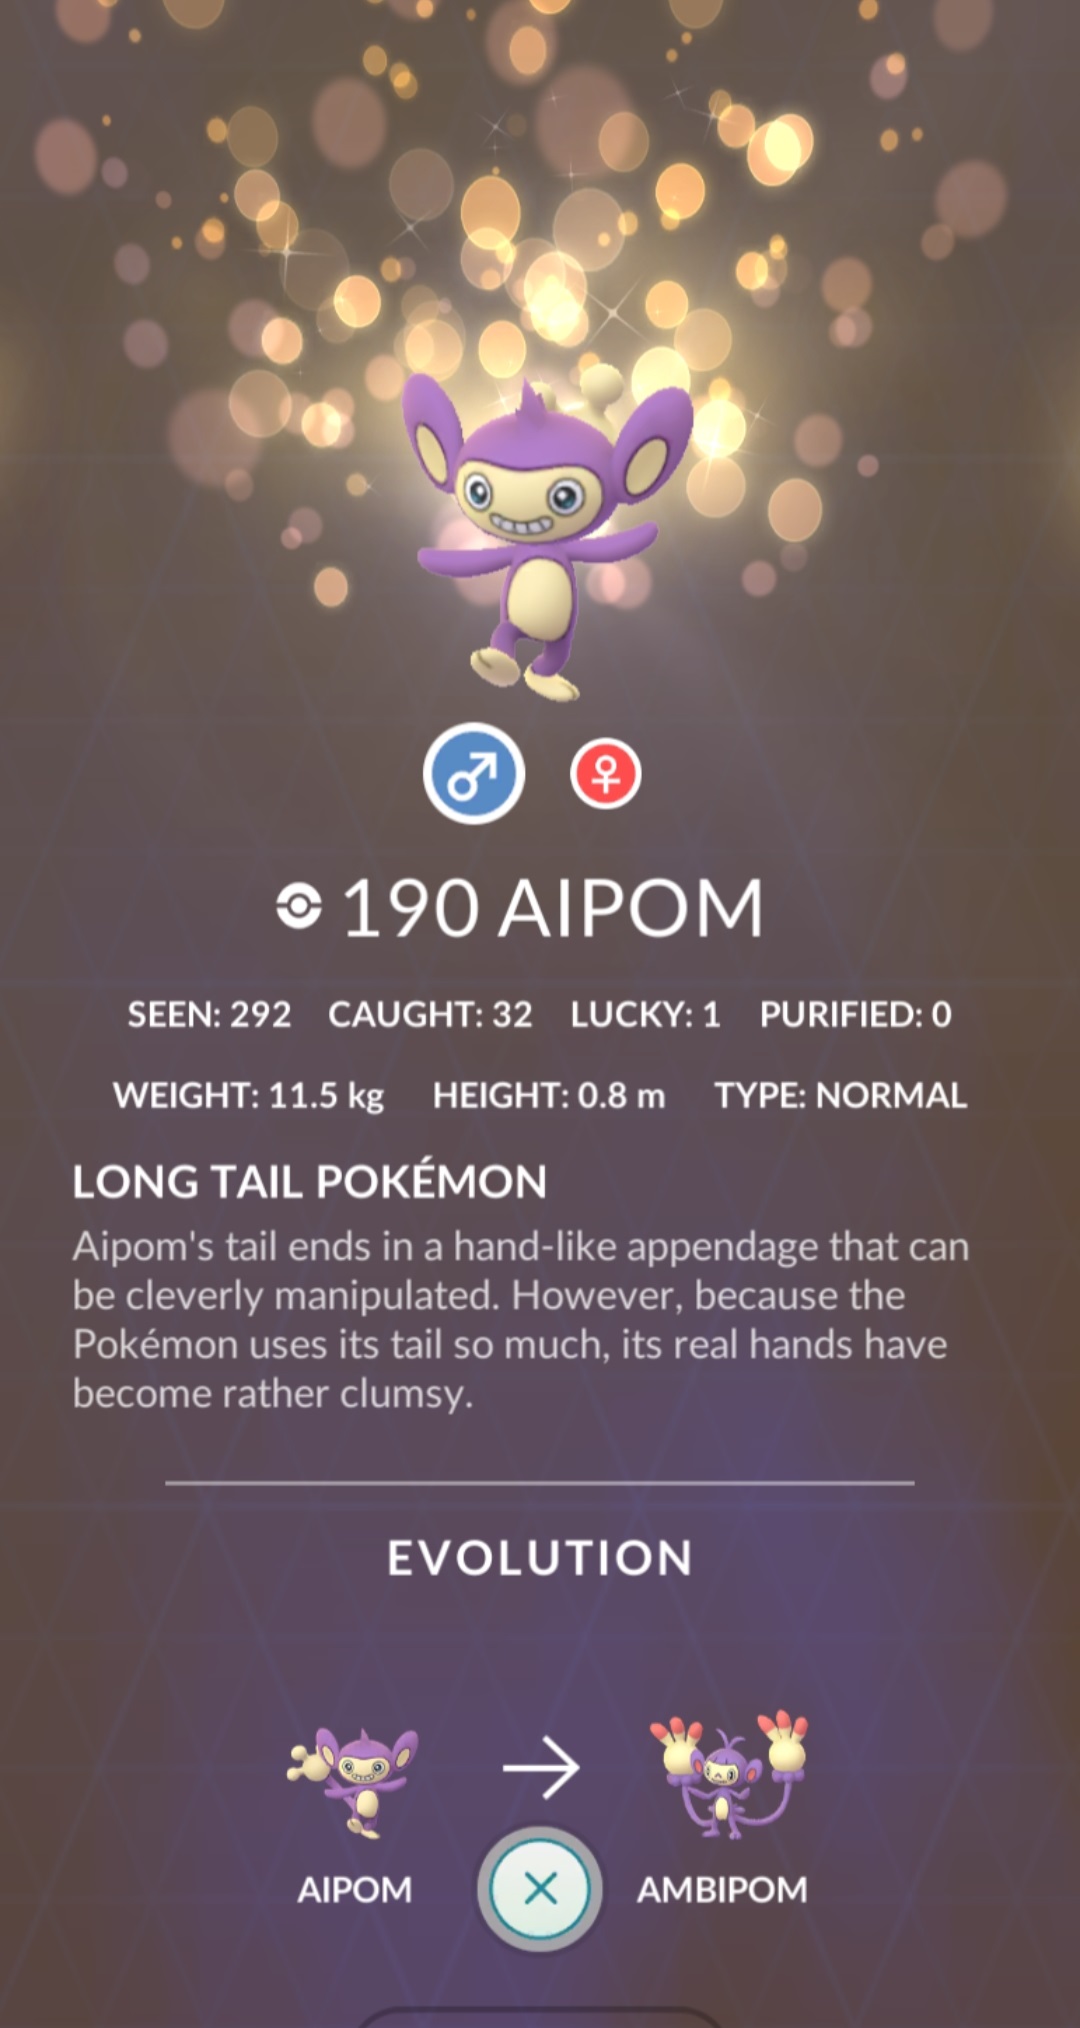 190 AIPOM
SEEN: 292 CAUGHT: 32 LUCKY: 1 PURIFIED: 0
WEIGHT: 11.5 kg HEIGHT: 0.8 m TYPE: NORMAL
LONG TAIL POKÉMON
Aipom's tail ends in a hand-like appendage that can
be cleverly manipulated. However, because the
Pokémon uses its tail so much, its real hands have
become rather clumsy.
EVOLUTION
AIPOM AMBIPOM